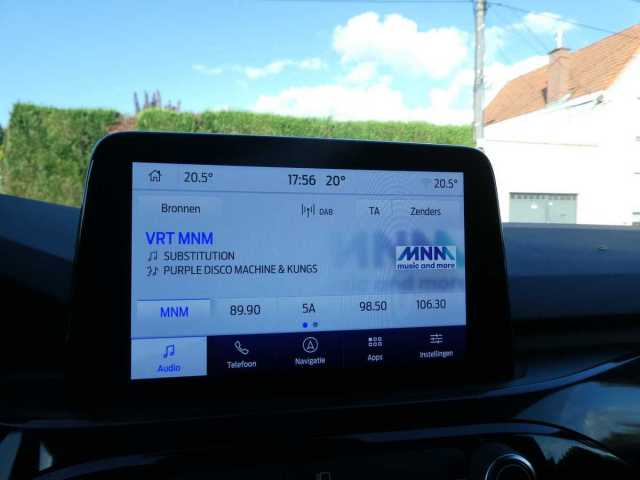 20.5° 17:56 20° 20.5°
Bronnen DAB TA Zenders
VRT MNM
SUBSTITUTION
PURPLE DISCO MACHINE & KUNGS
MNM
music and more
MNM 89.90 5A 98.50 106.30
Audio Telefoon Navigatie Apps Instellingen